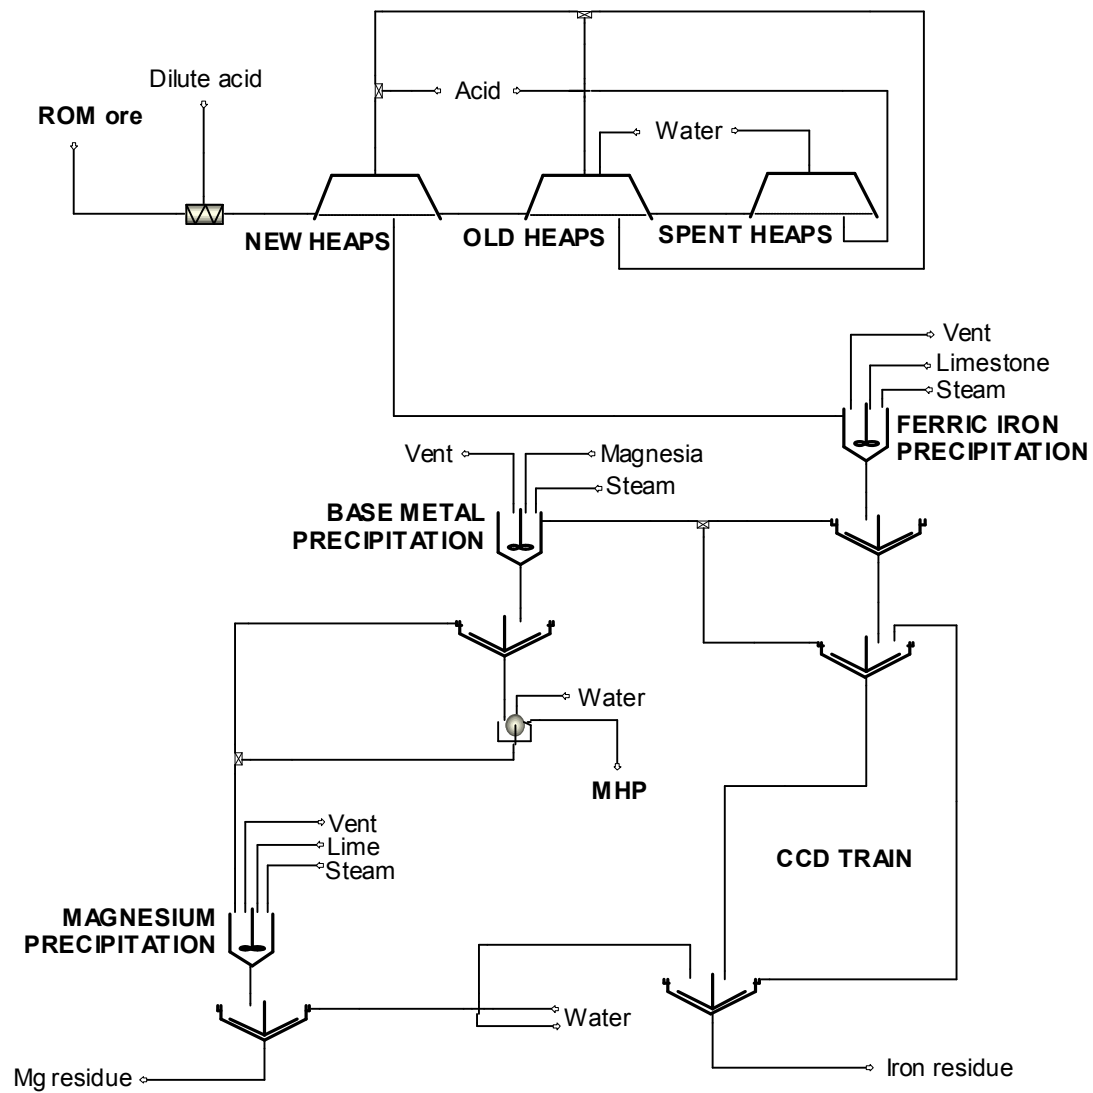 Dilute acid
Acid
ROM ore
Water
NEW HEAPS
OLD HEAPS
SPENT HEAPS
Vent
Limestone
Steam
FERRIC IRON
PRECIPITATION
Vent
Magnesia
Steam
BASE METAL
PRECIPITATION
Water
MHP
Vent
Lime
Steam
CCD TRAIN
MAGNESIUM
PRECIPITATION
Water
Mg residue
Iron residue